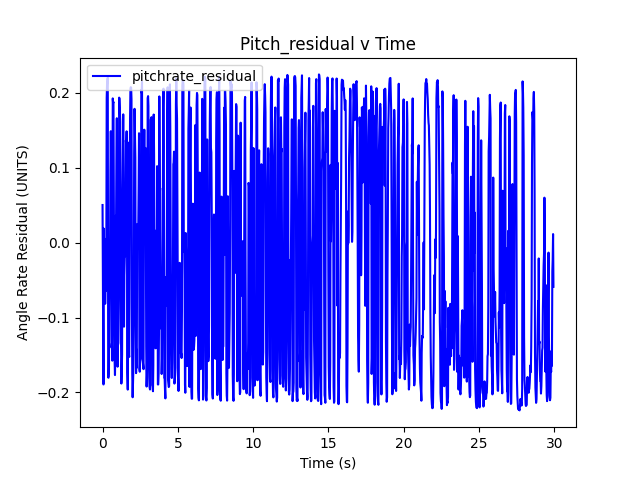 Pitch_residual v Time
pitchrate_residual
Angle Rate Residual (UNITS)
0.2
0.1
0.0
−0.1
−0.2
0 5 10 15 20 25 30
Time (s)